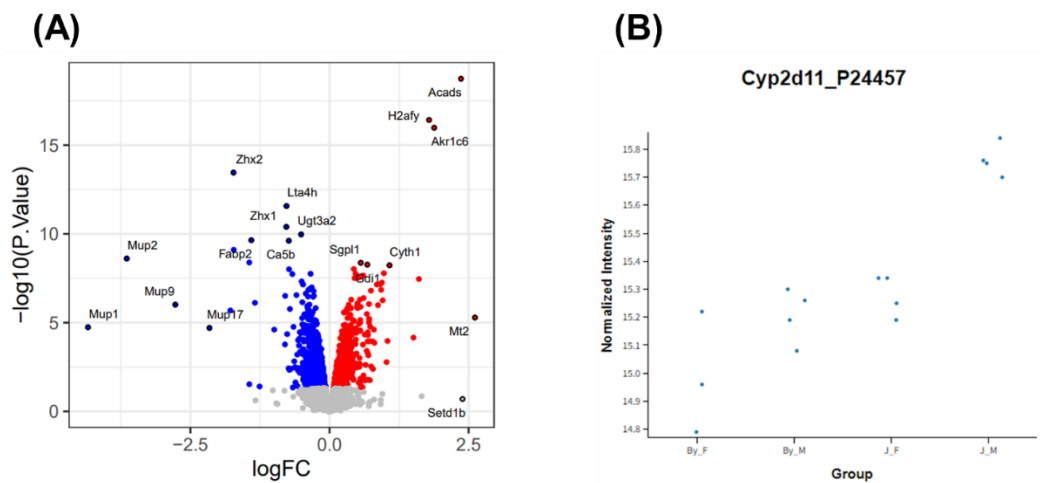 (A)
(B)
Cyp2d11_P24457
Acads
H2afy
Akr1c6
Zhx2
Lta4h
Zhx1
Ugt3a2
Mup2
Fabp2
Ca5b
Sgpl1
Cyth1
Gdi1
Mup9
Mup1
Mup17
Mt2
Setd1b
15
10
5
0
−log10(P.Value)
−2.5
0.0
2.5
logFC
Normalized Intensity
15.8
15.7
15.6
15.5
15.4
15.3
15.2
15.1
15.0
14.9
14.8
By_F
By_M
J_F
J_M
Group